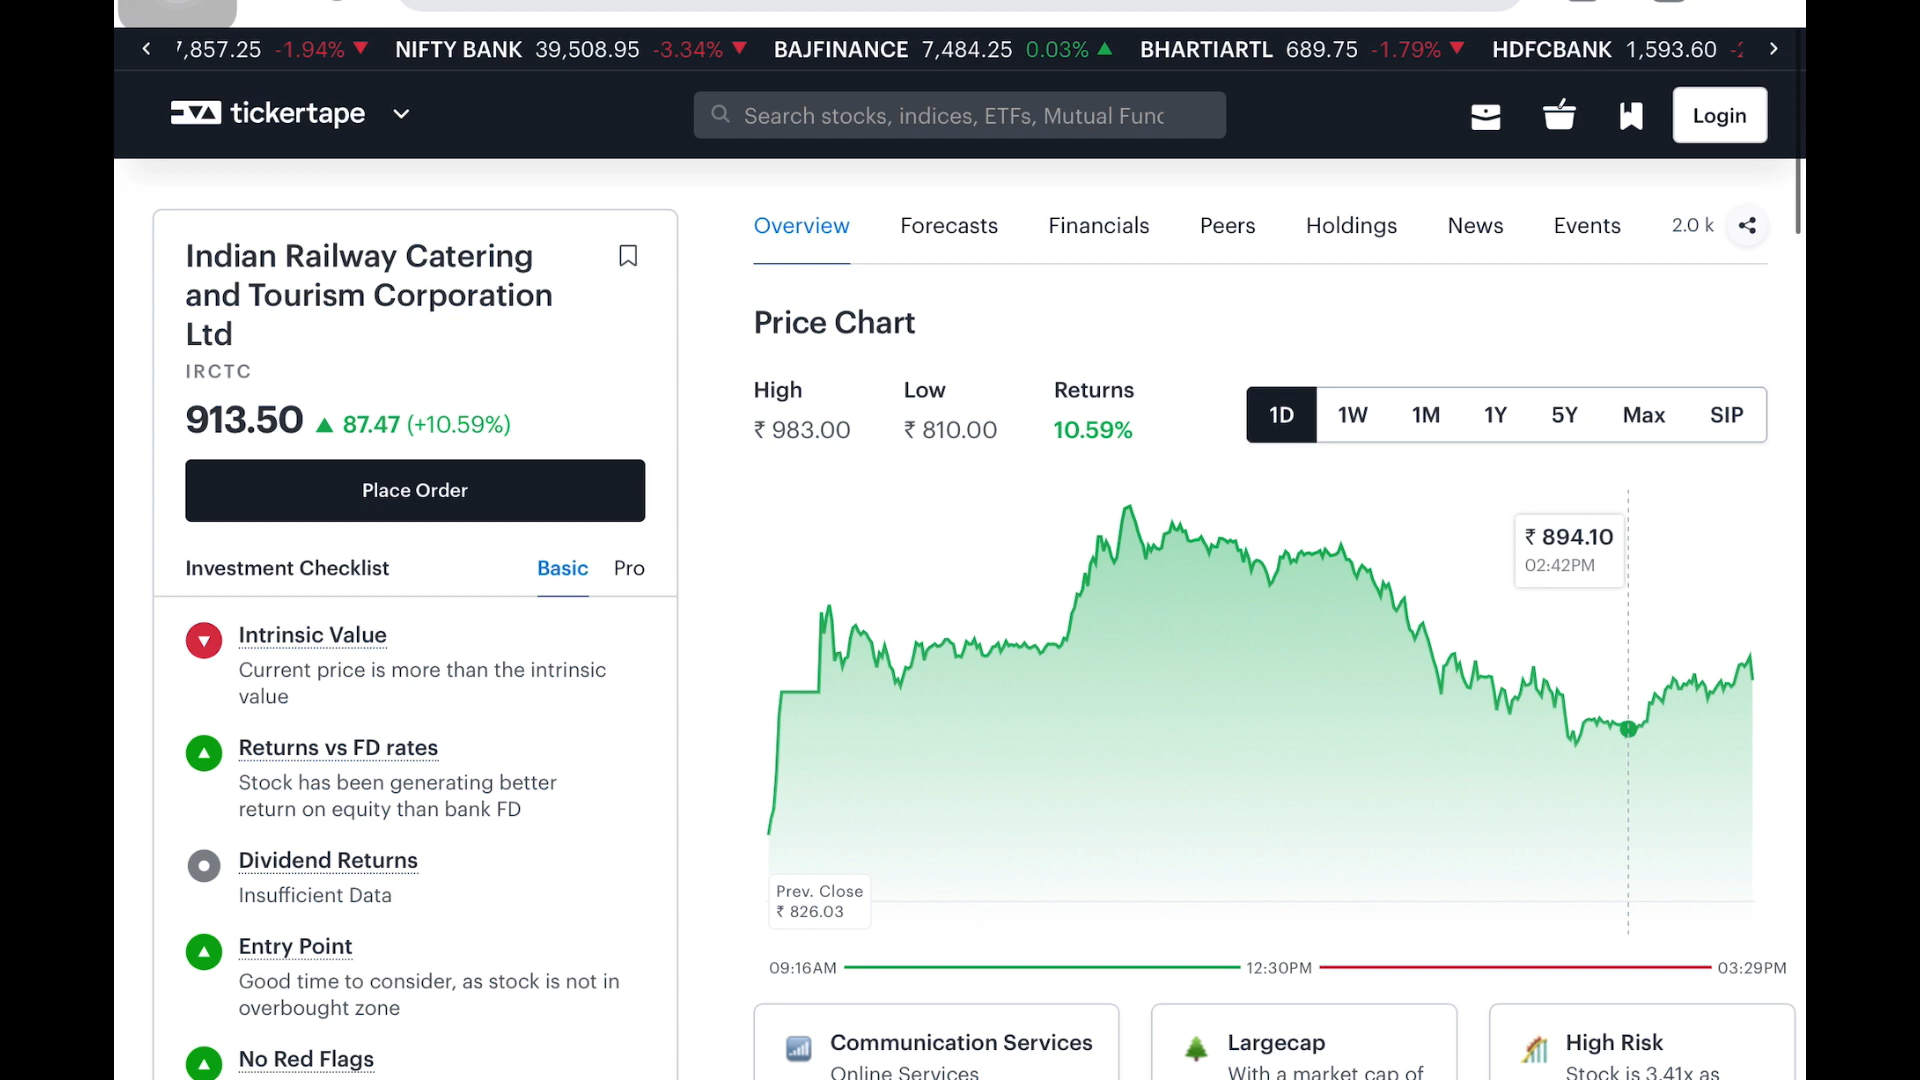 7,857.25 -1.94% NIFTY BANK 39,508.95 -3.34% BAJFINANCE 7,484.25 0.03% BHARTIARTL 689.75 -1.79% HDFCBANK 1,593.60
tickertape
Search stocks, indices, ETFs, Mutual Func
Login
Indian Railway Catering
and Tourism Corporation
Ltd
IRCTC
913.50 ▲ 87.47 (+10.59%)
Place Order
Investment Checklist Basic Pro
Intrinsic Value
Current price is more than the intrinsic
value
Returns vs FD rates
Stock has been generating better
return on equity than bank FD
Dividend Returns
Insufficient Data
Entry Point
Good time to consider, as stock is not in
overbought zone
No Red Flags
Overview Forecasts Financials Peers Holdings News Events 2.0 k
Price Chart
High Low Returns
₹ 983.00 ₹ 810.00 10.59%
1D 1W 1M 1Y 5Y Max SIP
₹ 894.10
02:42PM
Prev. Close
₹ 826.03
09:16AM 12:30PM 03:29PM
Communication Services
Online Services
Largecap
With a market cap of
High Risk
Stock is 3.41x as